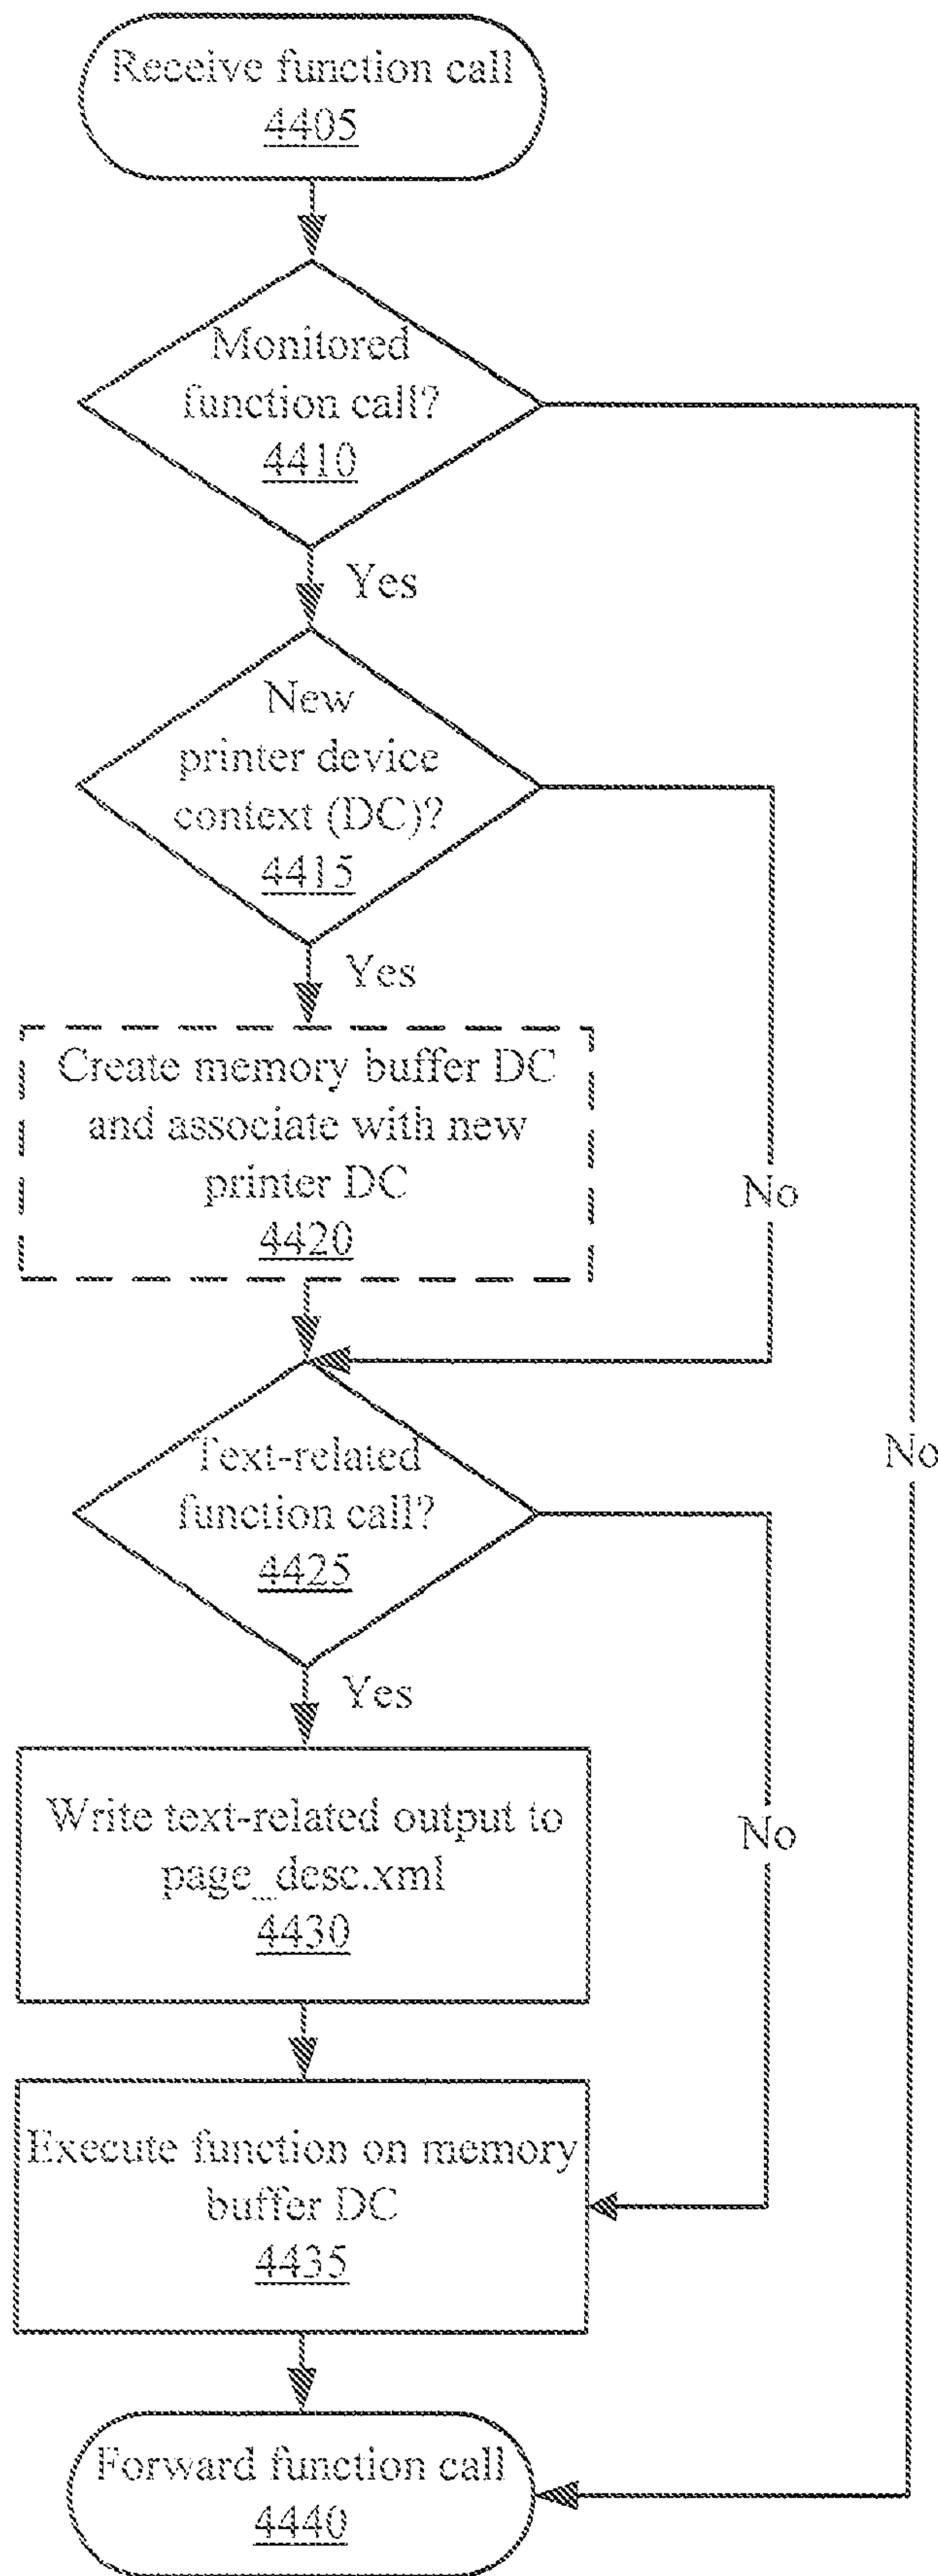 Receive function call
4405
Monitored
function call?
4410
Yes
New
printer device
context (DC)?
4415
Yes
Create memory buffer DC
and associate with new
printer DC
4420
No
No
Text-related
function call?
4425
Yes
Write text-related output to
page_desc.xml
4430
No
Execute function on memory
buffer DC
4435
Forward function call
4440